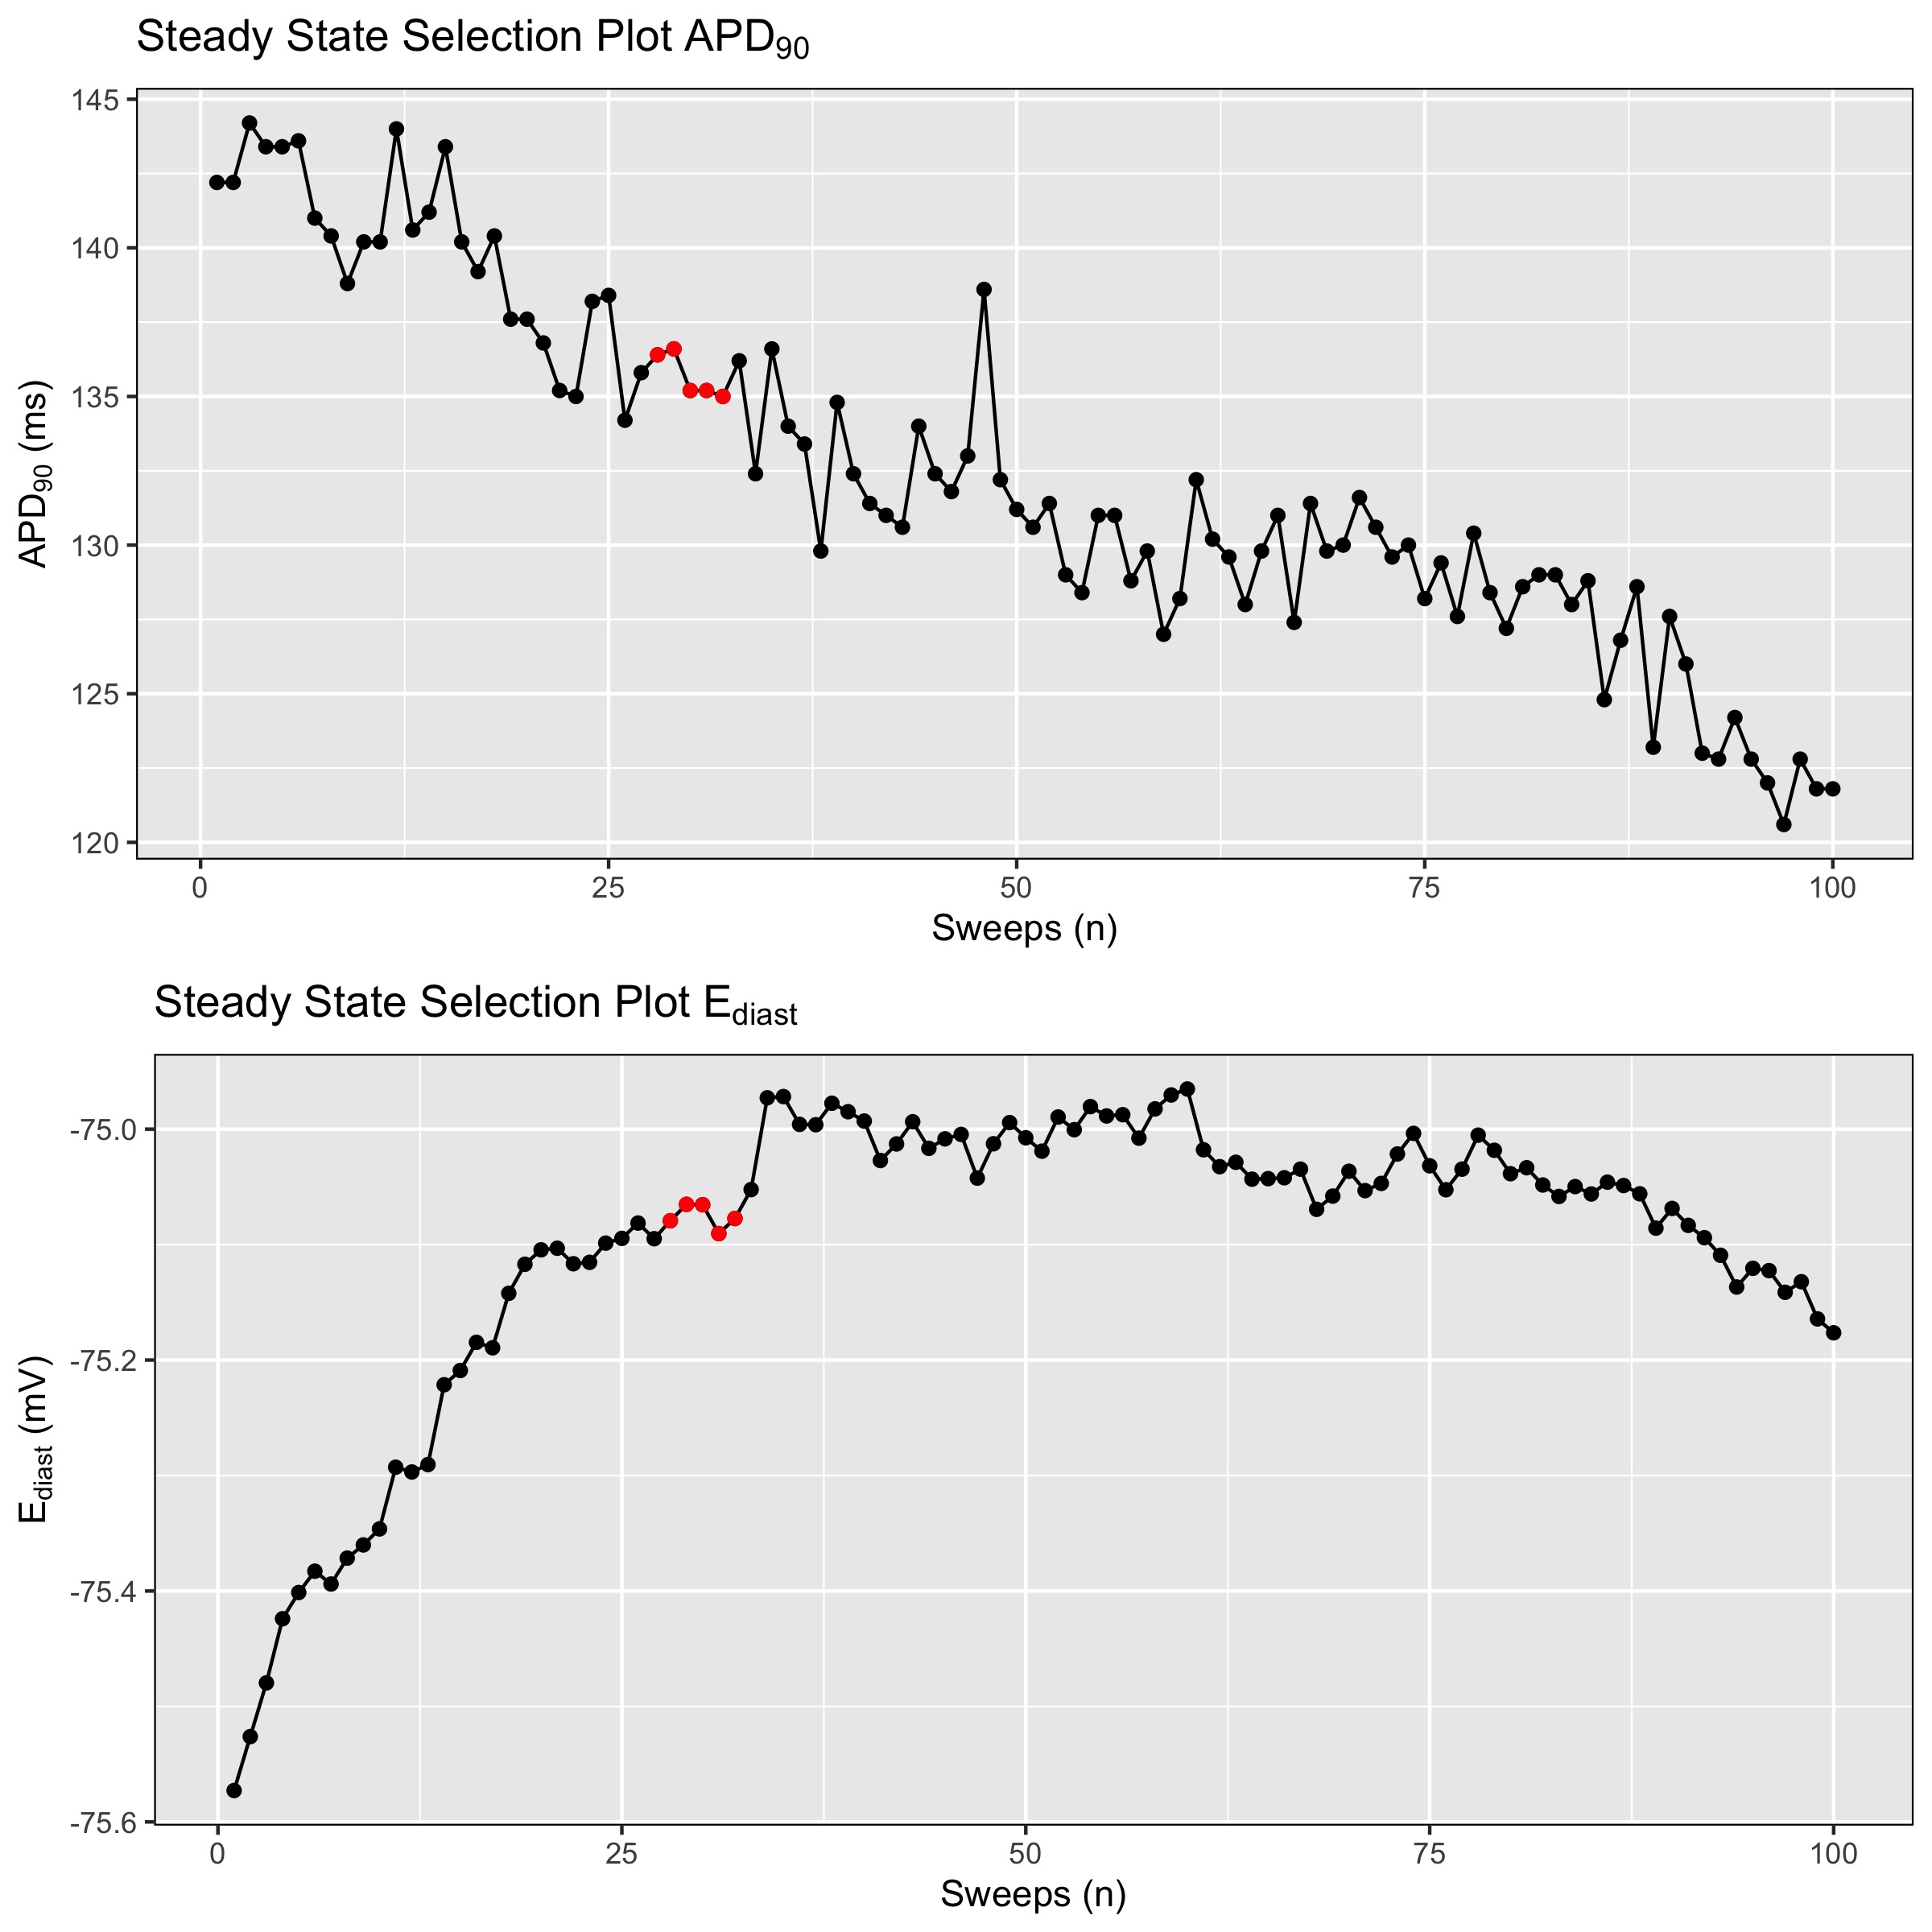 Steady State Selection Plot APD90
145
140
135
130
125
120
APD90 (ms)
0 25 50 75 100
Sweeps (n)
Steady State Selection Plot Ediast
-75.0
-75.2
-75.4
-75.6
Ediast (mV)
0 25 50 75 100
Sweeps (n)